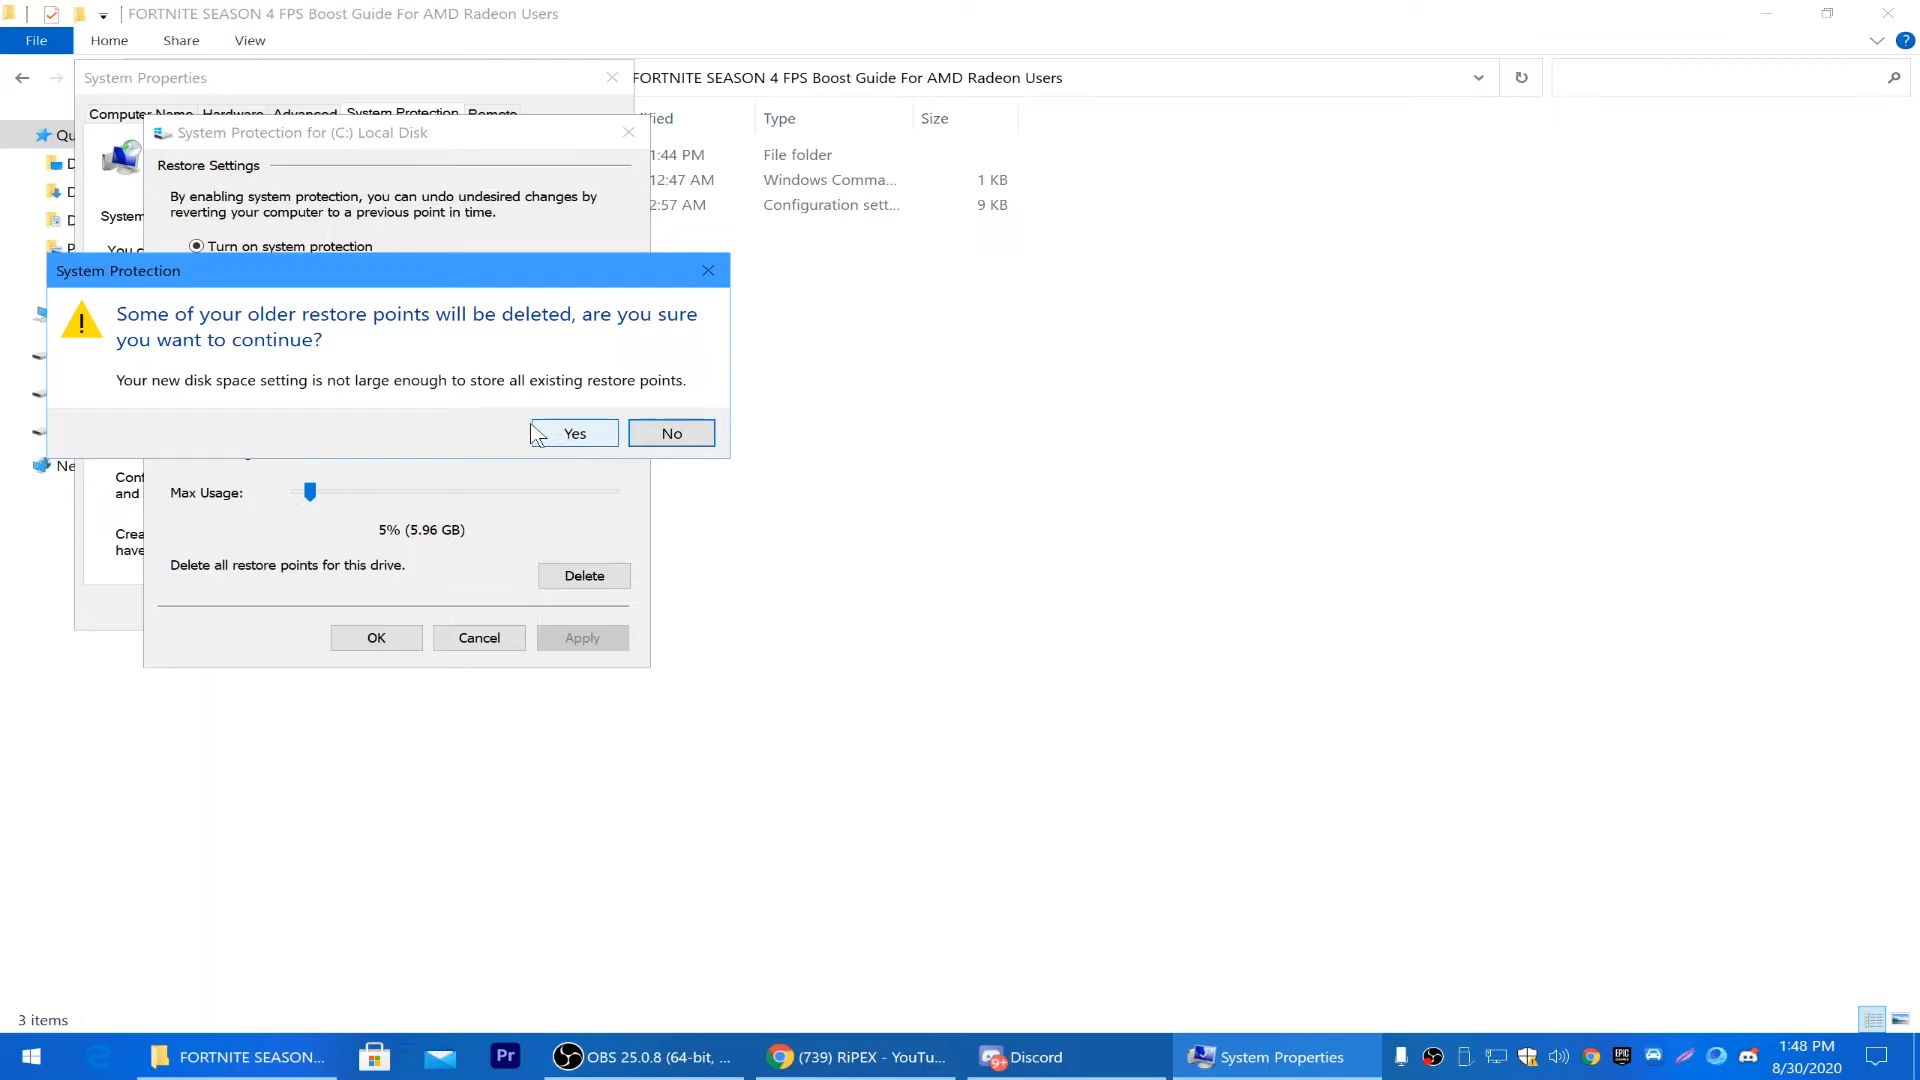 FORTNITE SEASON 4 FPS Boost Guide For AMD Radeon Users
File
Home
Share
View
System Properties
FORTNITE SEASON 4 FPS Boost Guide For AMD Radeon Users
Computer Name
Hardware
Advanced
System Protection
Remote
Type
Size
System Protection for (C:) Local Disk
Restore Settings
1:44 PM
File folder
12:47 AM
Windows Comma...
1 KB
2:57 AM
Configuration sett...
9 KB
By enabling system protection, you can undo undesired changes by
reverting your computer to a previous point in time.
System
Turn on system protection
System Protection
Some of your older restore points will be deleted, are you sure
you want to continue?
Your new disk space setting is not large enough to store all existing restore points.
Yes
No
Max Usage:
5% (5.96 GB)
and
have
Delete all restore points for this drive.
Delete
OK
Cancel
Apply
3 items
Pr
FORTNITE SEASON...
OBS 25.0.8 (64-bit, ...
(739) RiPEX - YouTu...
9+
Discord
System Properties
EPIC
GAMES
1:48 PM
8/30/2020